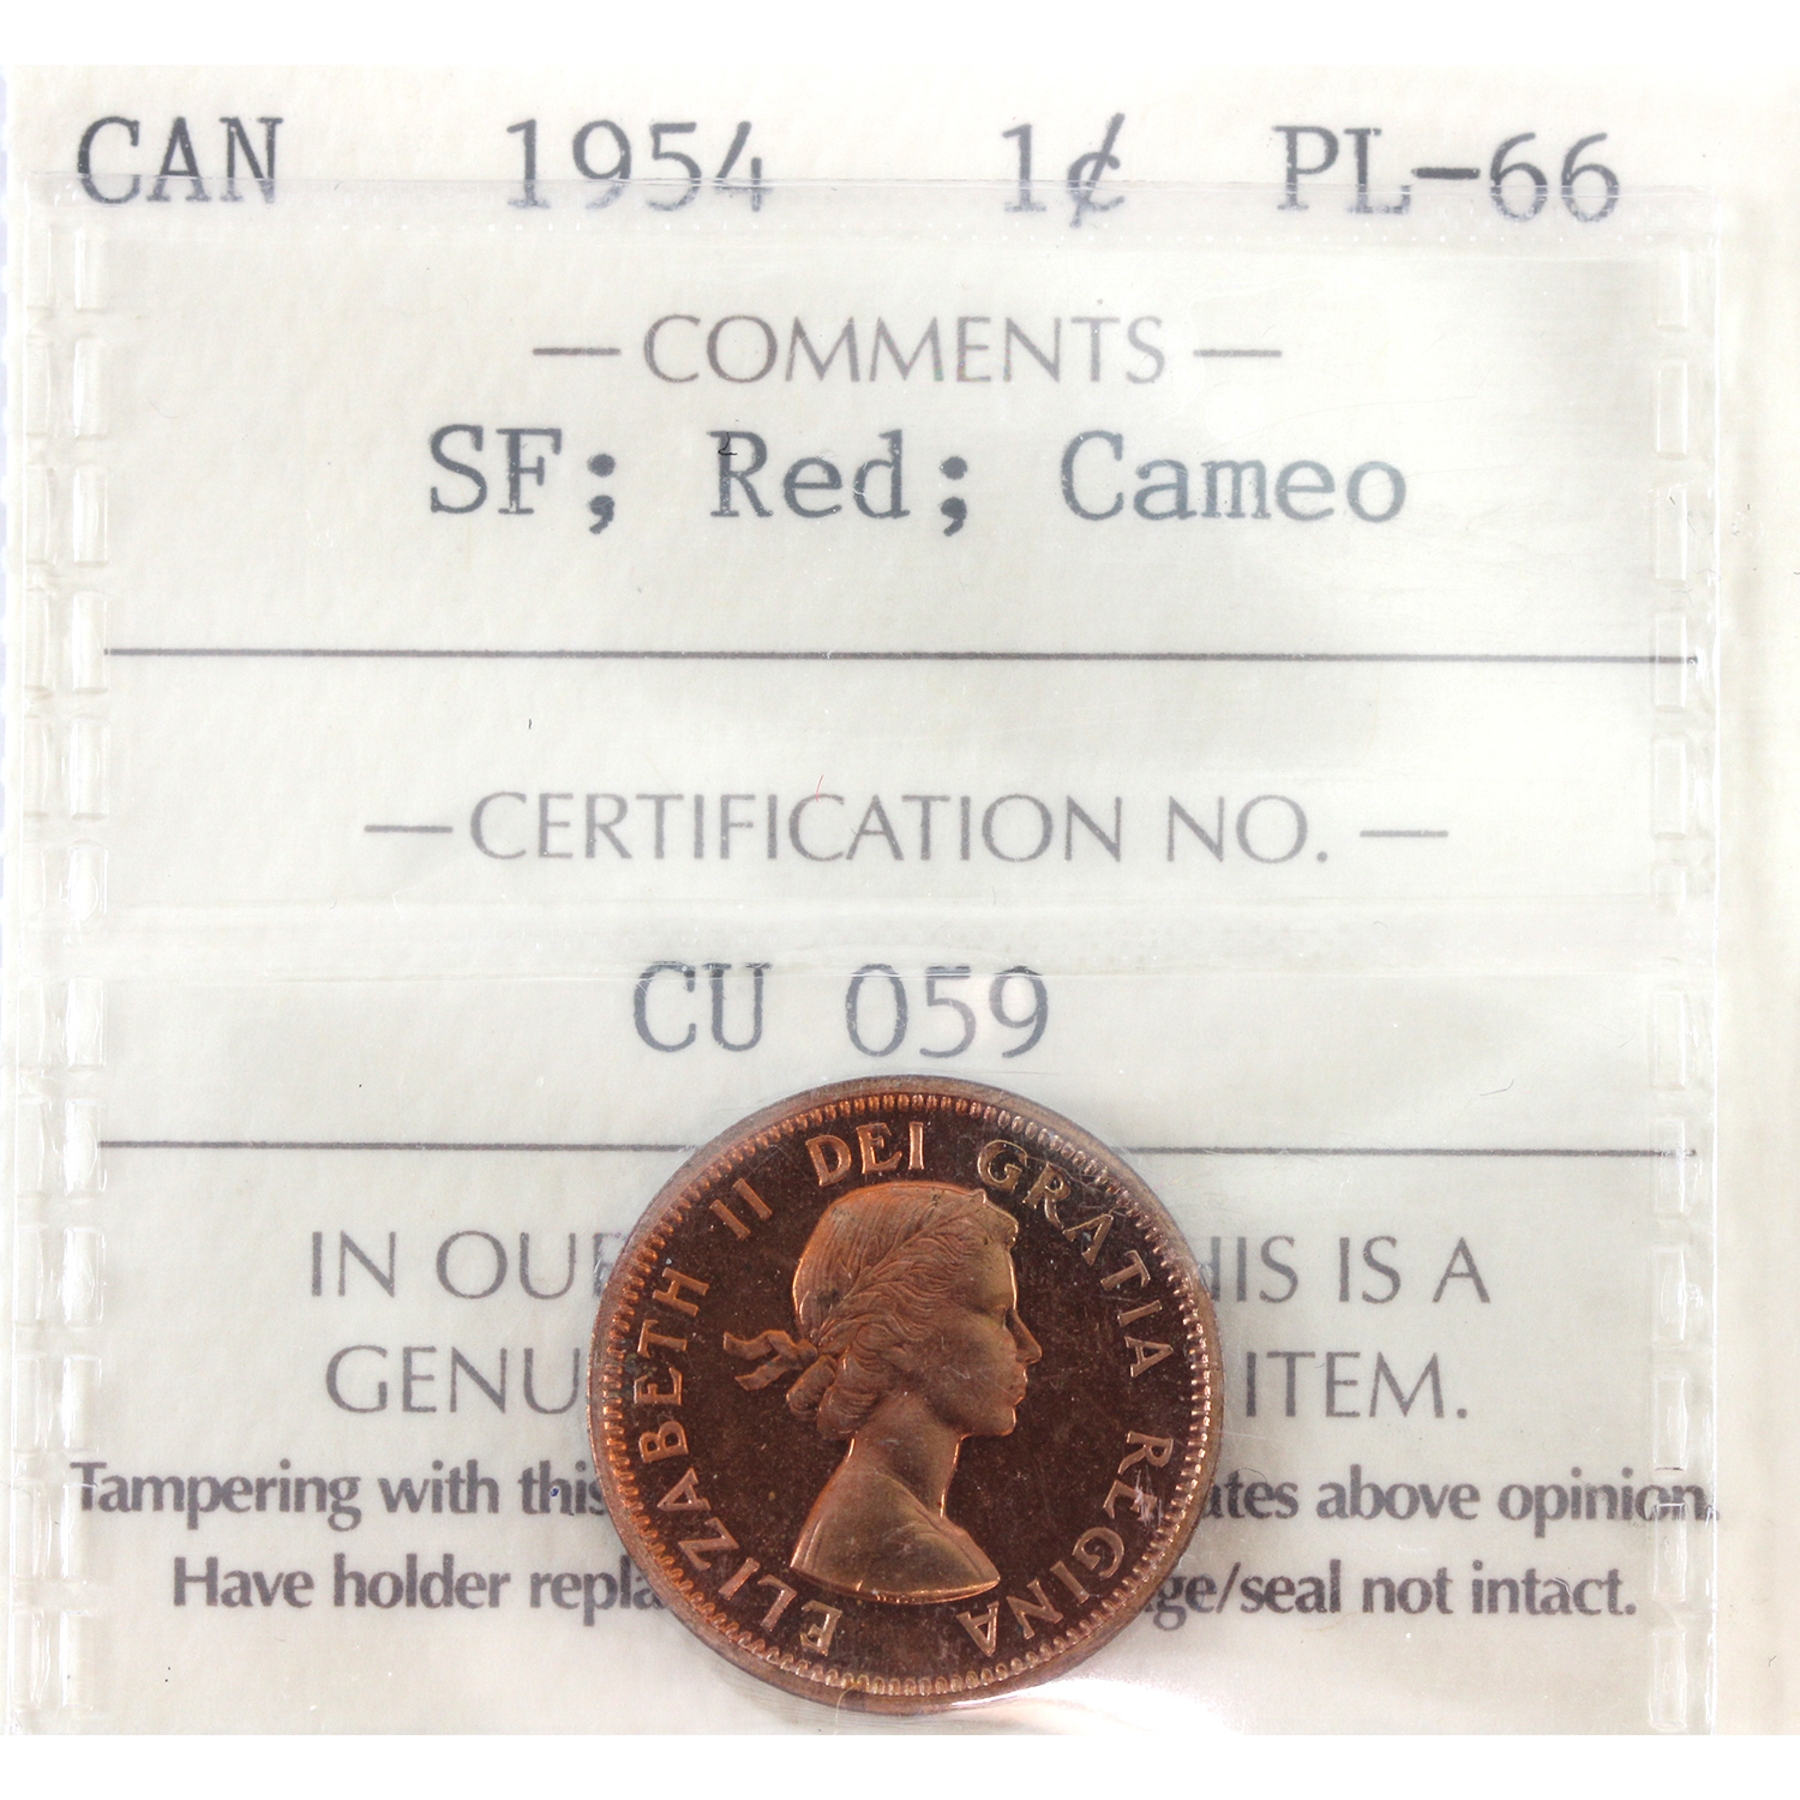 CAN 1954 1¢ PL-66
— COMMENTS —
SF; Red; Cameo
— CERTIFICATION NO. —
CU 059
IN OUR HIS IS A
GENU ITEM.
Tampering with this ates above opinion.
Have holder repla ge/seal not intact.
ELIZABETH II DEI GRATIA REGINA